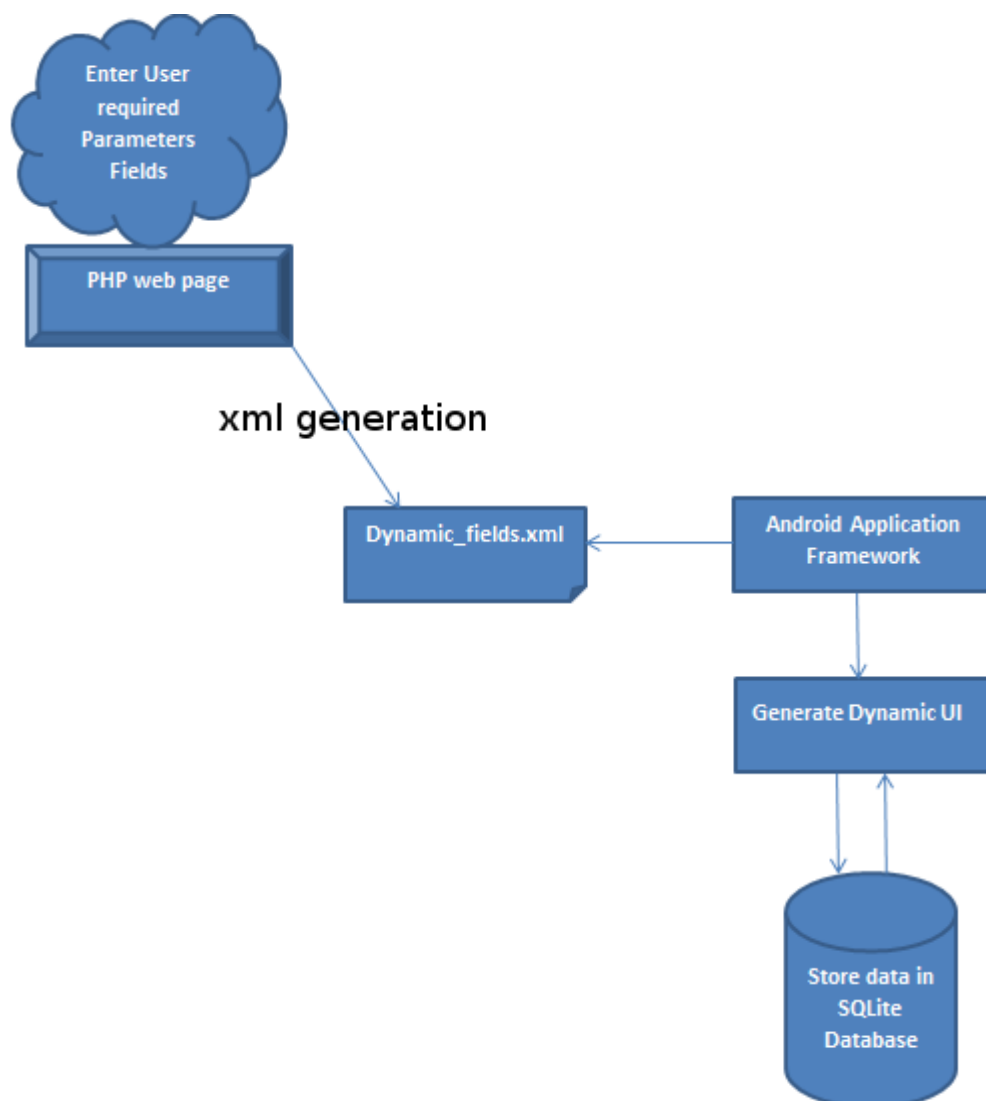 Enter User
required
Parameters
Fields
PHP web page
xml generation
Dynamic_fields.xml
Android Application
Framework
Generate Dynamic UI
Store data in
SQLite
Database